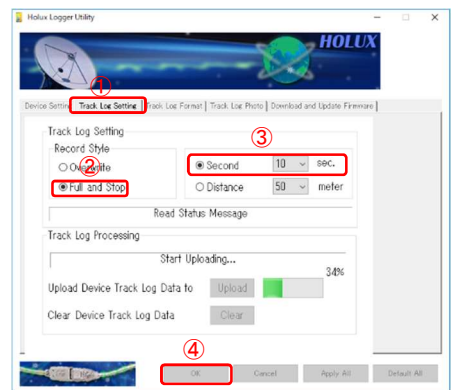 Holux Logger Utility
HOLUX
①
Device Setting Track Log Setting Track Log Format Track Log Photo Download and Update Firmware
Track Log Setting
③
Record Style
②
Overwrite
Second 10 sec.
Full and Stop
Distance 50 meter
Read Status Message
Track Log Processing
Start Uploading...
34%
Upload Device Track Log Data to Upload
Clear Device Track Log Data Clear
④
OK Cancel Apply All Default All